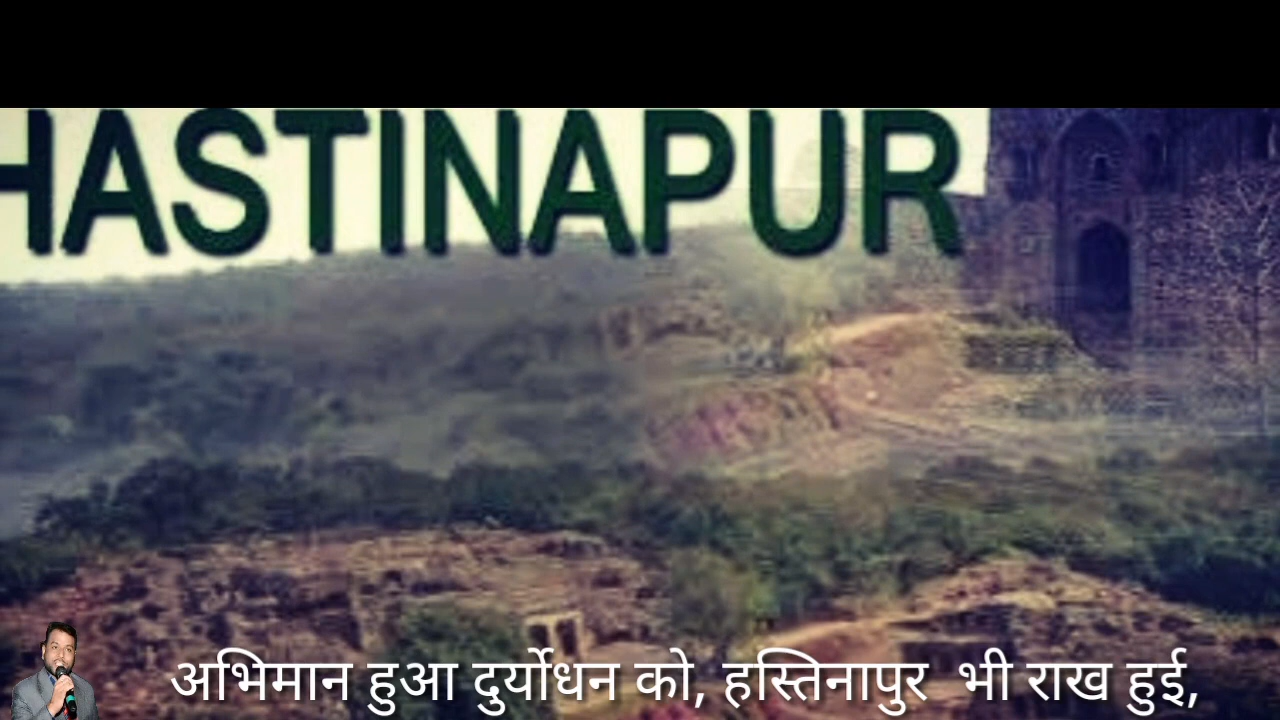 HASTINAPUR
अभिमान हुआ दुर्योधन को, हस्तिनापुर भी राख हुई,